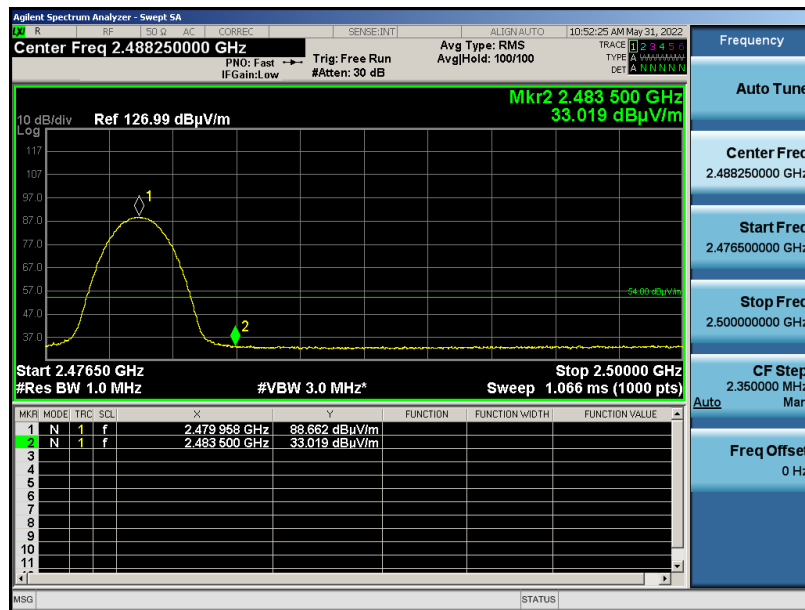 Agilent Spectrum Analyzer - Swept SA
LXI R RF 50 Ω AC CORREC SENSE:INT ALIGN AUTO 10:52:25 AM May 31, 2022
Center Freq 2.488250000 GHz
PNO: Fast
IFGain:Low
Trig: Free Run
#Atten: 30 dB
Avg Type: RMS
Avg|Hold: 100/100
TRACE 1 2 3 4 5 6
TYPE A WWWWW
DET A N N N N N
Mkr2 2.483 500 GHz
33.019 dBµV/m
10 dB/div Ref 126.99 dBµV/m
Log
117
107
97.0
1
87.0
77.0
67.0
57.0
54.00 dBµV/m
47.0
37.0
2
Start 2.47650 GHz Stop 2.50000 GHz
#Res BW 1.0 MHz #VBW 3.0 MHz* Sweep 1.066 ms (1000 pts)
MKR MODE TRC SCL X Y FUNCTION FUNCTION WIDTH FUNCTION VALUE
1 N 1 f 2.479 958 GHz 88.662 dBµV/m
2 N 1 f 2.483 500 GHz 33.019 dBµV/m
3
4
5
6
7
8
9
10
11
MSG STATUS
Frequency
Auto Tune
Center Freq
2.488250000 GHz
Start Freq
2.476500000 GHz
Stop Freq
2.500000000 GHz
CF Step
2.350000 MHz
Auto Man
Freq Offset
0 Hz